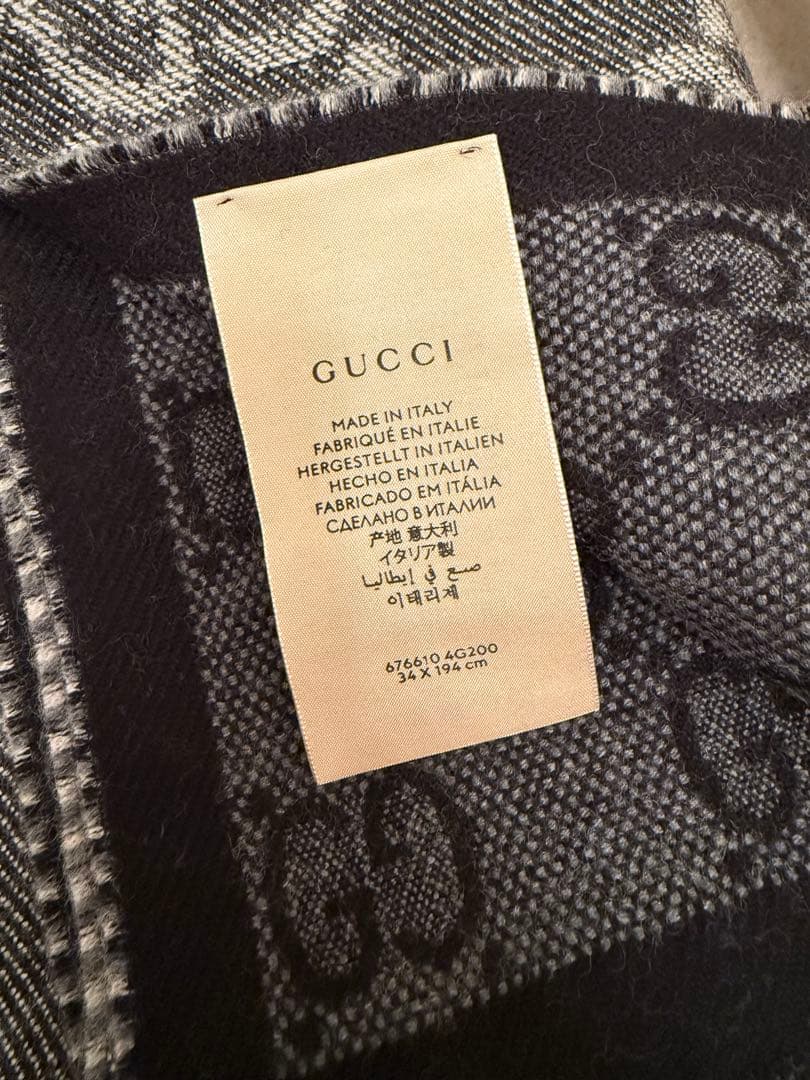 GUCCI
MADE IN ITALY
FABRIQUÉ EN ITALIE
HERGESTELLT IN ITALIEN
HECHO EN ITALIA
FABRICADO EM ITÁLIA
СДЕЛАНО В ИТАЛИИ
产地 意大利
イタリア製
صنع في إيطاليا
이태리제
676610 4G200
34 X 194 cm